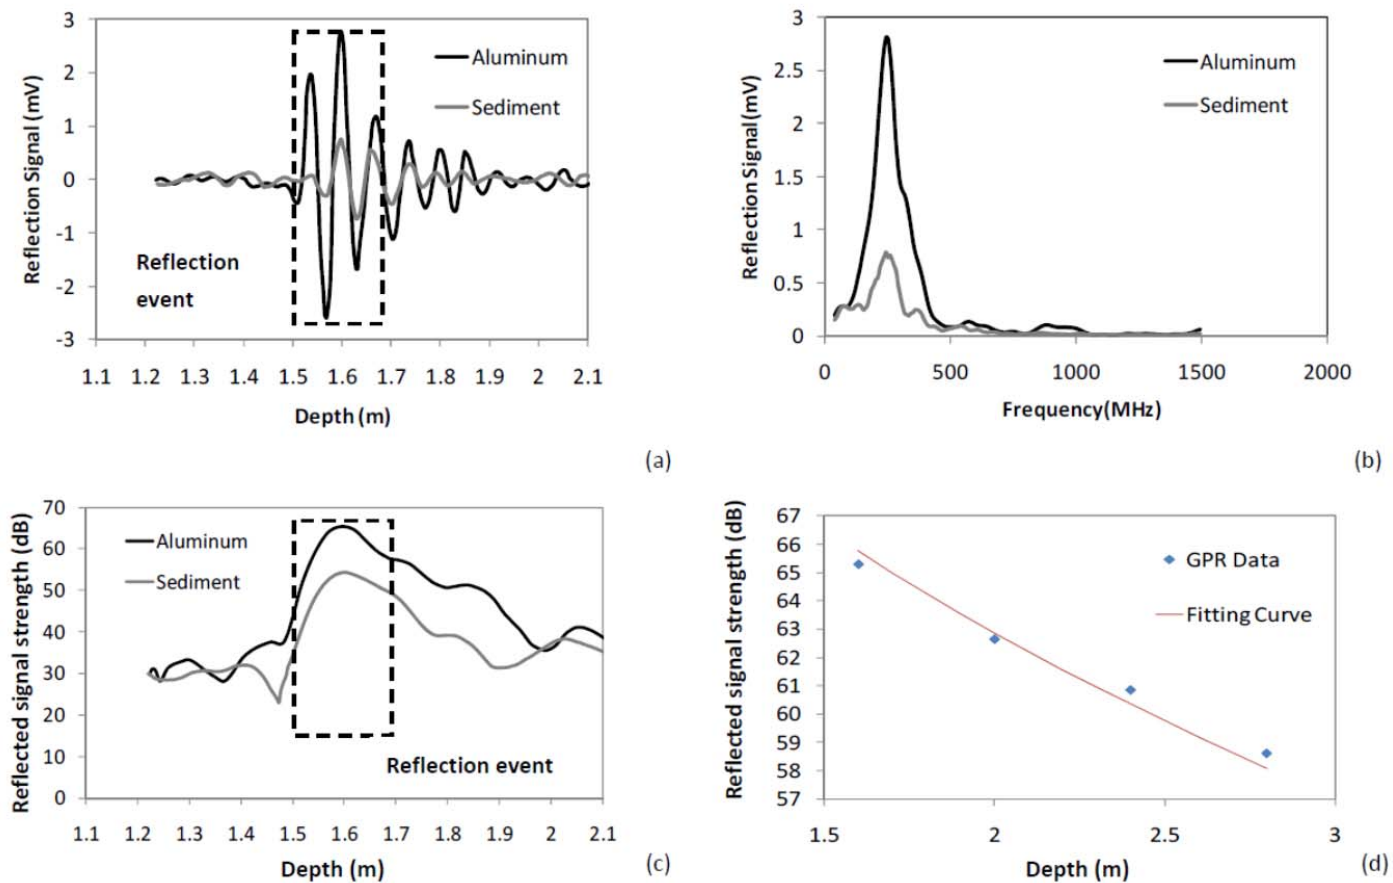 3
2
1
0
-1
-2
-3
Reflection Signal (mV)
Aluminum
Sediment
Reflection
event
1.1 1.2 1.3 1.4 1.5 1.6 1.7 1.8 1.9 2 2.1
Depth (m)
(a)
3
2.5
2
1.5
1
0.5
0
Reflection Signal(mV)
Aluminum
Sediment
0 500 1000 1500 2000
Frequency(MHz)
(b)
70
60
50
40
30
20
10
0
Reflected signal strength (dB)
Aluminum
Sediment
Reflection event
1.1 1.2 1.3 1.4 1.5 1.6 1.7 1.8 1.9 2 2.1
Depth (m)
(c)
67
66
65
64
63
62
61
60
59
58
57
Reflected signal strength (dB)
GPR Data
Fitting Curve
1.5 2 2.5 3
Depth (m)
(d)